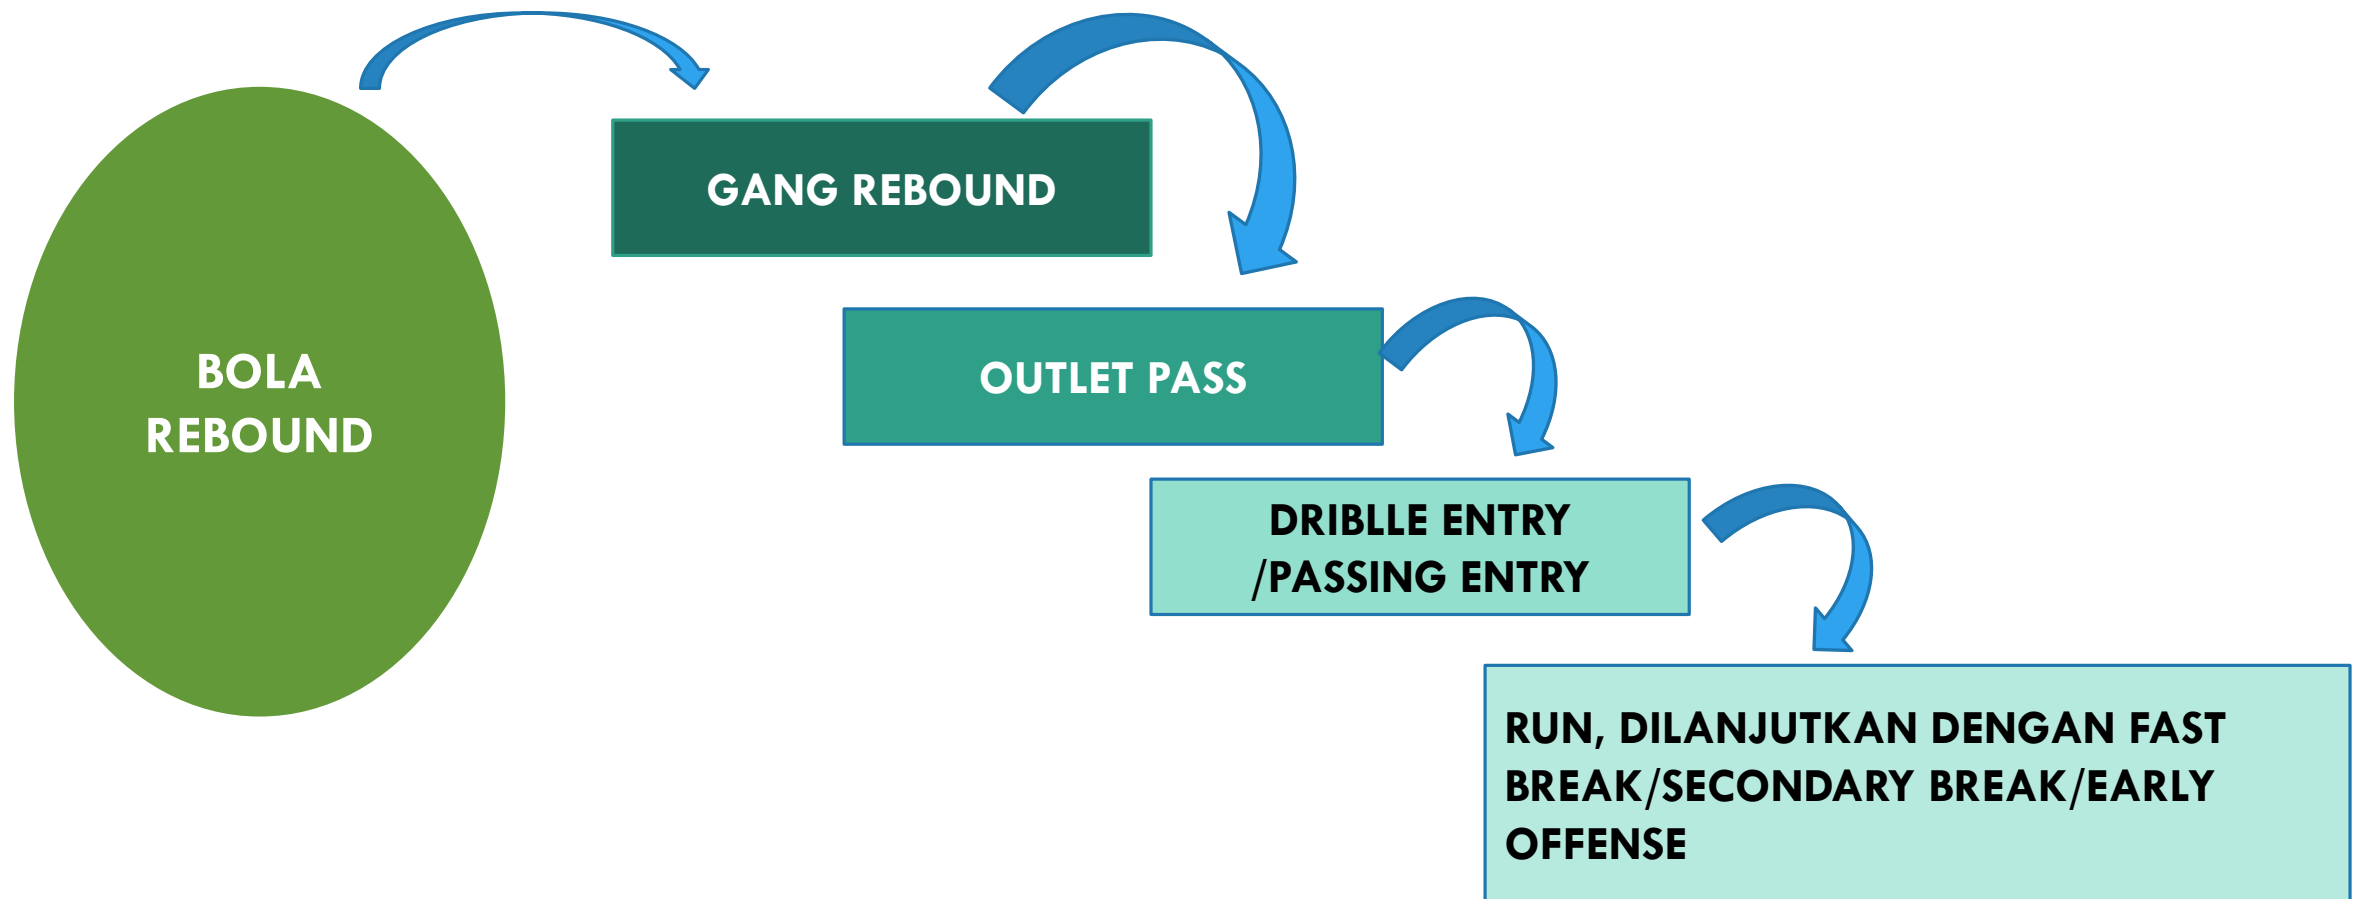 BOLA
REBOUND
GANG REBOUND
OUTLET PASS
DRIBLLE ENTRY
/PASSING ENTRY
RUN, DILANJUTKAN DENGAN FAST
BREAK/SECONDARY BREAK/EARLY
OFFENSE